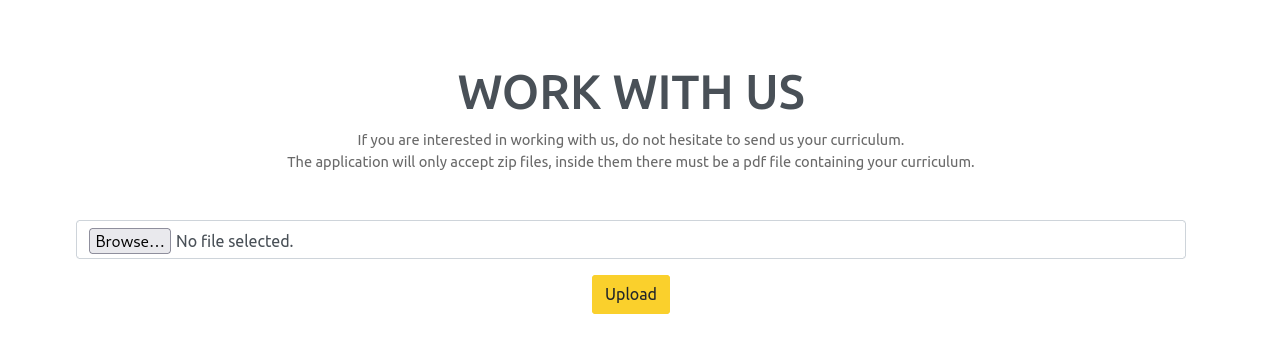 WORK WITH US
If you are interested in working with us, do not hesitate to send us your curriculum.
The application will only accept zip files, inside them there must be a pdf file containing your curriculum.
Browse... No file selected.
Upload